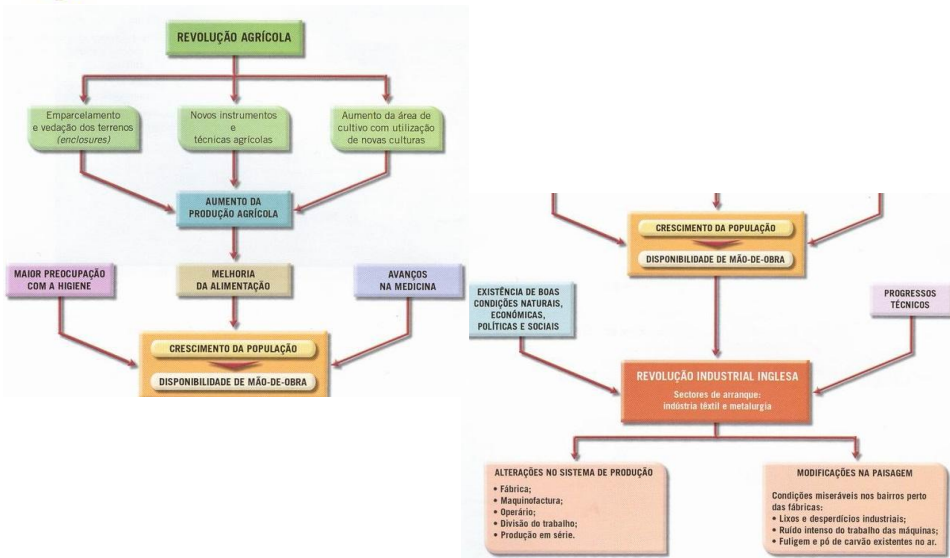 REVOLUÇÃO AGRÍCOLA
Emparcelamento
e vedação dos terrenos
(enclosures)
Novos instrumentos
e
técnicas agrícolas
Aumento da área de
cultivo com utilização
de novas culturas
AUMENTO DA
PRODUÇÃO AGRÍCOLA
MAIOR PREOCUPAÇÃO
COM A HIGIENE
MELHORIA
DA ALIMENTAÇÃO
AVANÇOS
NA MEDICINA
CRESCIMENTO DA POPULAÇÃO
DISPONIBILIDADE DE MÃO-DE-OBRA
CRESCIMENTO DA POPULAÇÃO
DISPONIBILIDADE DE MÃO-DE-OBRA
EXISTÊNCIA DE BOAS
CONDIÇÕES NATURAIS,
ECONÓMICAS,
POLÍTICAS E SOCIAIS
PROGRESSOS
TÉCNICOS
REVOLUÇÃO INDUSTRIAL INGLESA
Sectores de arranque:
indústria têxtil e metalurgia
ALTERAÇÕES NO SISTEMA DE PRODUÇÃO
• Fábrica;
• Maquinofactura;
• Operário;
• Divisão do trabalho;
• Produção em série.
MODIFICAÇÕES NA PAISAGEM
Condições miseráveis nos bairros perto
das fábricas:
• Lixos e desperdícios industriais;
• Ruído intenso do trabalho das máquinas;
• Fuligem e pó de carvão existentes no ar.